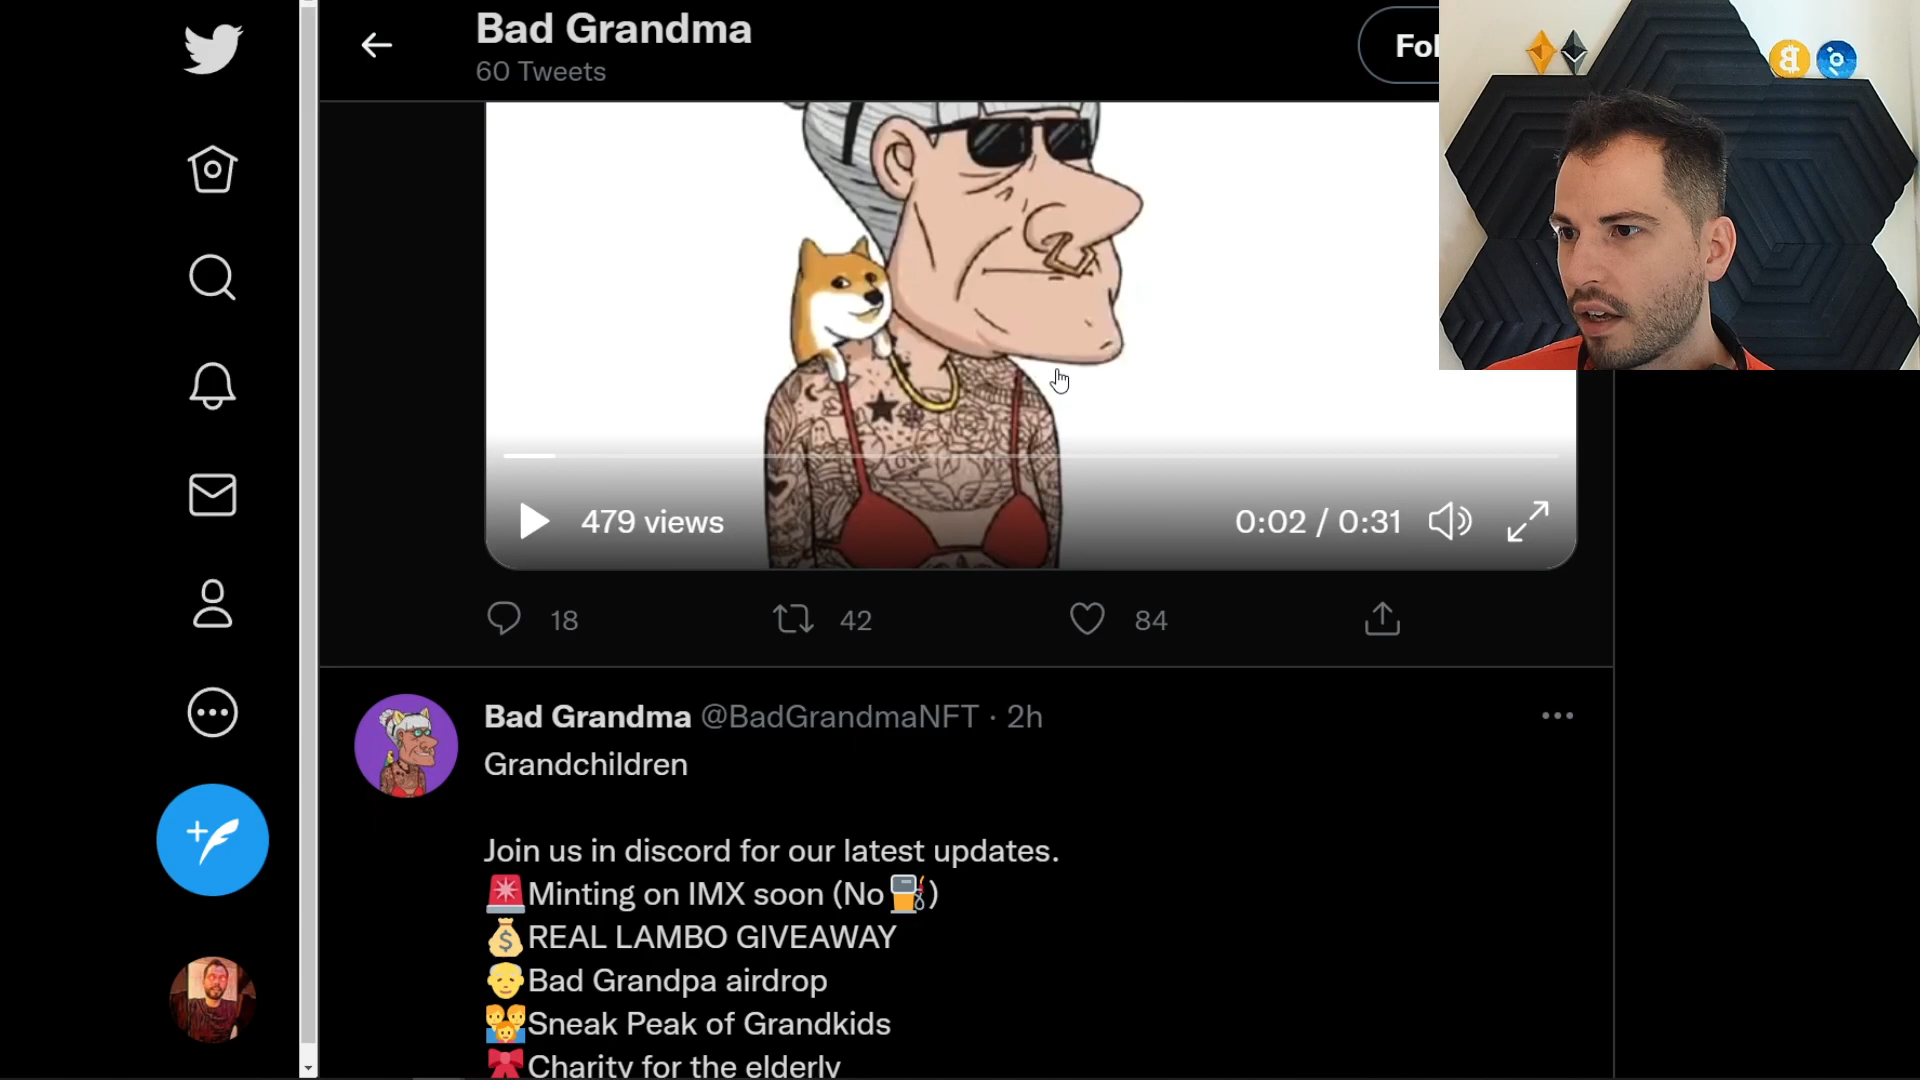 Bad Grandma
60 Tweets
Fol
479 views
0:02 / 0:31
18
42
84
Bad Grandma @BadGrandmaNFT · 2h
Grandchildren
Join us in discord for our latest updates.
🚨Minting on IMX soon (No⛽)
💰REAL LAMBO GIVEAWAY
👴Bad Grandpa airdrop
👨‍👩‍👦Sneak Peak of Grandkids
🎀Charity for the elderly